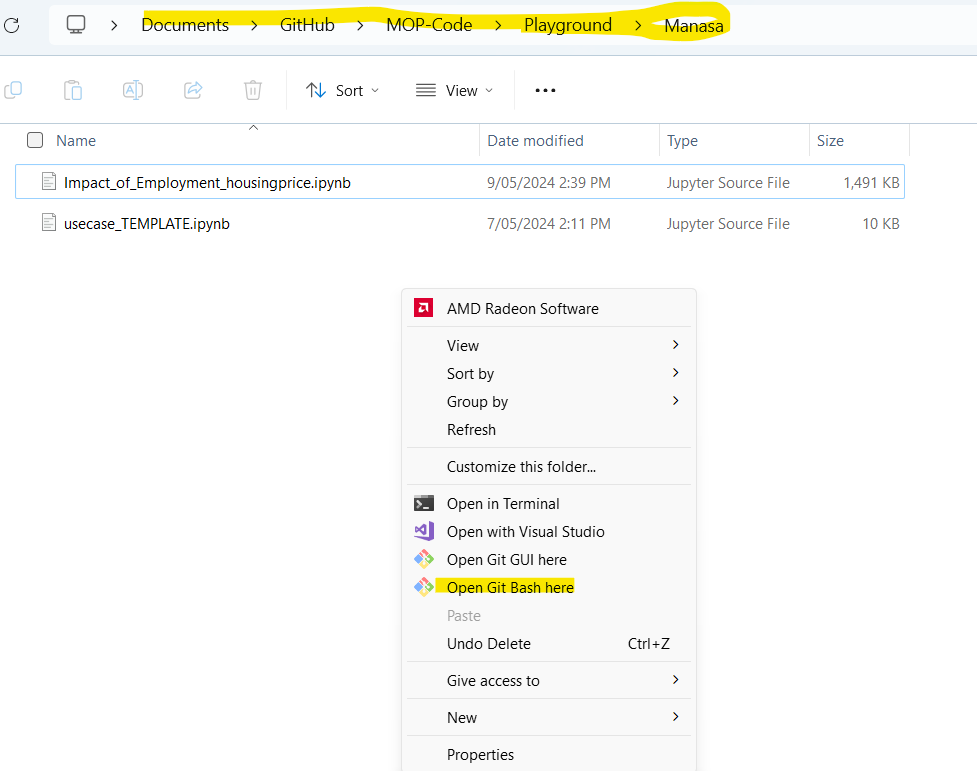 Documents > GitHub > MOP-Code > Playground > Manasa
Sort View
Name Date modified Type Size
Impact_of_Employment_housingprice.ipynb 9/05/2024 2:39 PM Jupyter Source File 1,491 KB
usecase_TEMPLATE.ipynb 7/05/2024 2:11 PM Jupyter Source File 10 KB
AMD Radeon Software
View
Sort by
Group by
Refresh
Customize this folder...
Open in Terminal
Open with Visual Studio
Open Git GUI here
Open Git Bash here
Paste
Undo Delete Ctrl+Z
Give access to
New
Properties